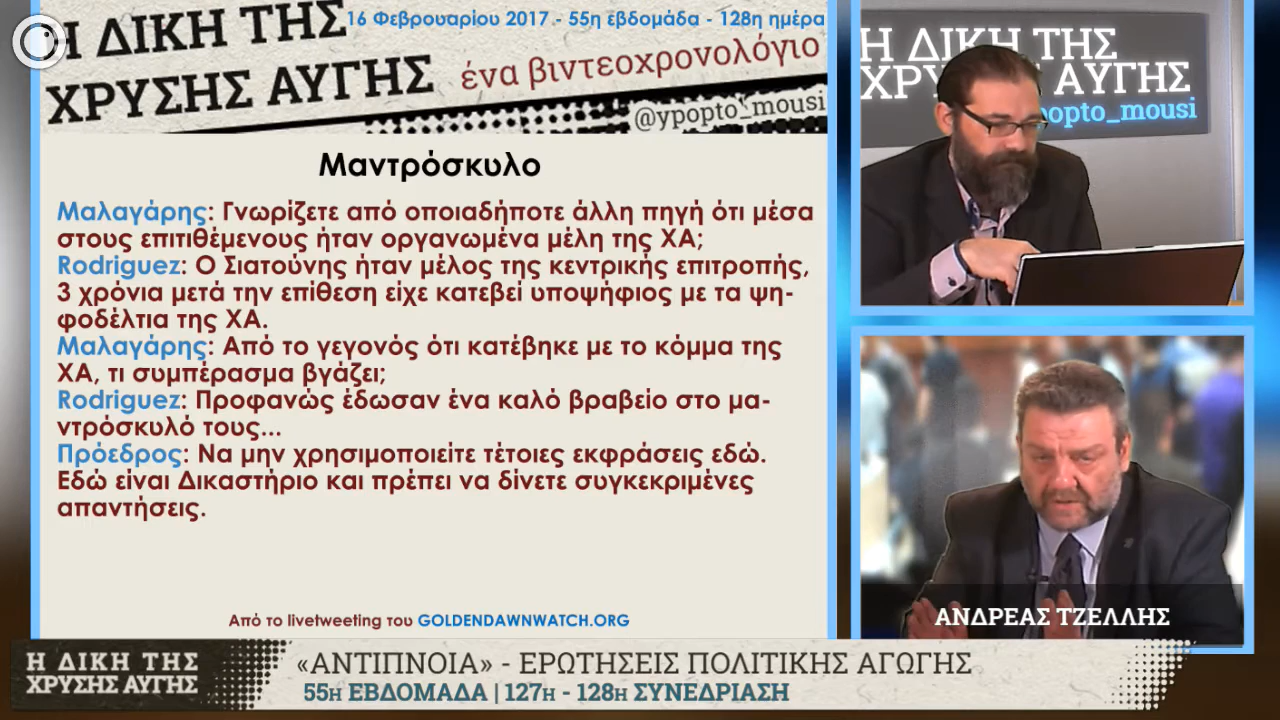 Η ΔΙΚΗ ΤΗΣ
16 Φεβρουαρίου 2017 - 55η εβδομάδα - 128η ημέρα
ΧΡΥΣΗΣ ΑΥΓΗΣ
ένα βιντεοχρονολόγιο
@ypopto_mousi
Μαντρόσκυλο
Μαλαγάρης: Γνωρίζετε από οποιαδήποτε άλλη πηγή ότι μέσα
στους επιτιθέμενους ήταν οργανωμένα μέλη της ΧΑ;
Rodriguez: Ο Σιατούνης ήταν μέλος της κεντρικής επιτροπής,
3 χρόνια μετά την επίθεση είχε κατεβεί υποψήφιος με τα ψη-
φοδέλτια της ΧΑ.
Μαλαγάρης: Από το γεγονός ότι κατέβηκε με το κόμμα της
ΧΑ, τι συμπέρασμα βγάζει;
Rodriguez: Προφανώς έδωσαν ένα καλό βραβείο στο μα-
ντρόσκυλό τους...
Πρόεδρος: Να μην χρησιμοποιείτε τέτοιες εκφράσεις εδώ.
Εδώ είναι Δικαστήριο και πρέπει να δίνετε συγκεκριμένες
απαντήσεις.
Από το livetweeting του GOLDENDAWNWATCH.ORG
Η ΔΙΚΗ ΤΗΣ
ΑΥΓΗΣ
ΑΝΔΡΕΑΣ ΤΖΕΛΛΗΣ
Η ΔΙΚΗ ΤΗΣ
ΧΡΥΣΗΣ ΑΥΓΗΣ
«ΑΝΤΙΠΝΟΙΑ» - ΕΡΩΤΗΣΕΙΣ ΠΟΛΙΤΙΚΗΣ ΑΓΩΓΗΣ
55η ΕΒΔΟΜΑΔΑ | 127η - 128η ΣΥΝΕΔΡΙΑΣΗ